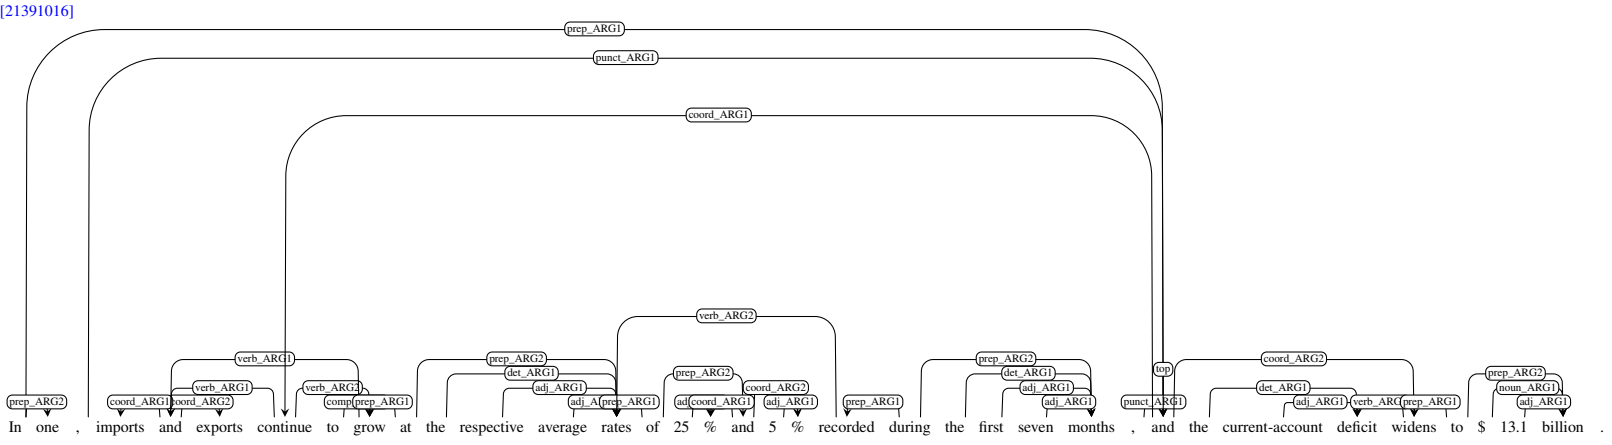 [21391016]
prep_ARG1
punct_ARG1
coord_ARG1
verb_ARG2
verb_ARG1 prep_ARG2 prep_ARG2 coord_ARG2
top
det_ARG1 prep_ARG2 det_ARG1 prep_ARG2
verb_ARG1 verb_ARG2 adj_ARG1 coord_ARG2 adj_ARG1 det_ARG1 noun_ARG1
prep_ARG2 coord_ARG1 coord_ARG2 prep_ARG1 prep_ARG1 coord_ARG1 adj_ARG1 prep_ARG1 adj_ARG1 punct_ARG1 adj_ARG1 prep_ARG1 adj_ARG1
In one , imports and exports continue to grow at the respective average rates of 25 % and 5 % recorded during the first seven months , and the current-account deficit widens to $ 13.1 billion .